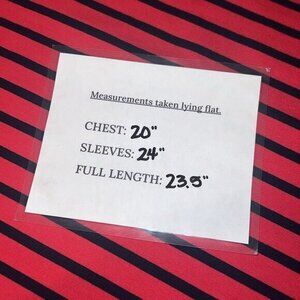 Measurements taken lying flat.
CHEST: 20"
SLEEVES: 24"
FULL LENGTH: 23.5"